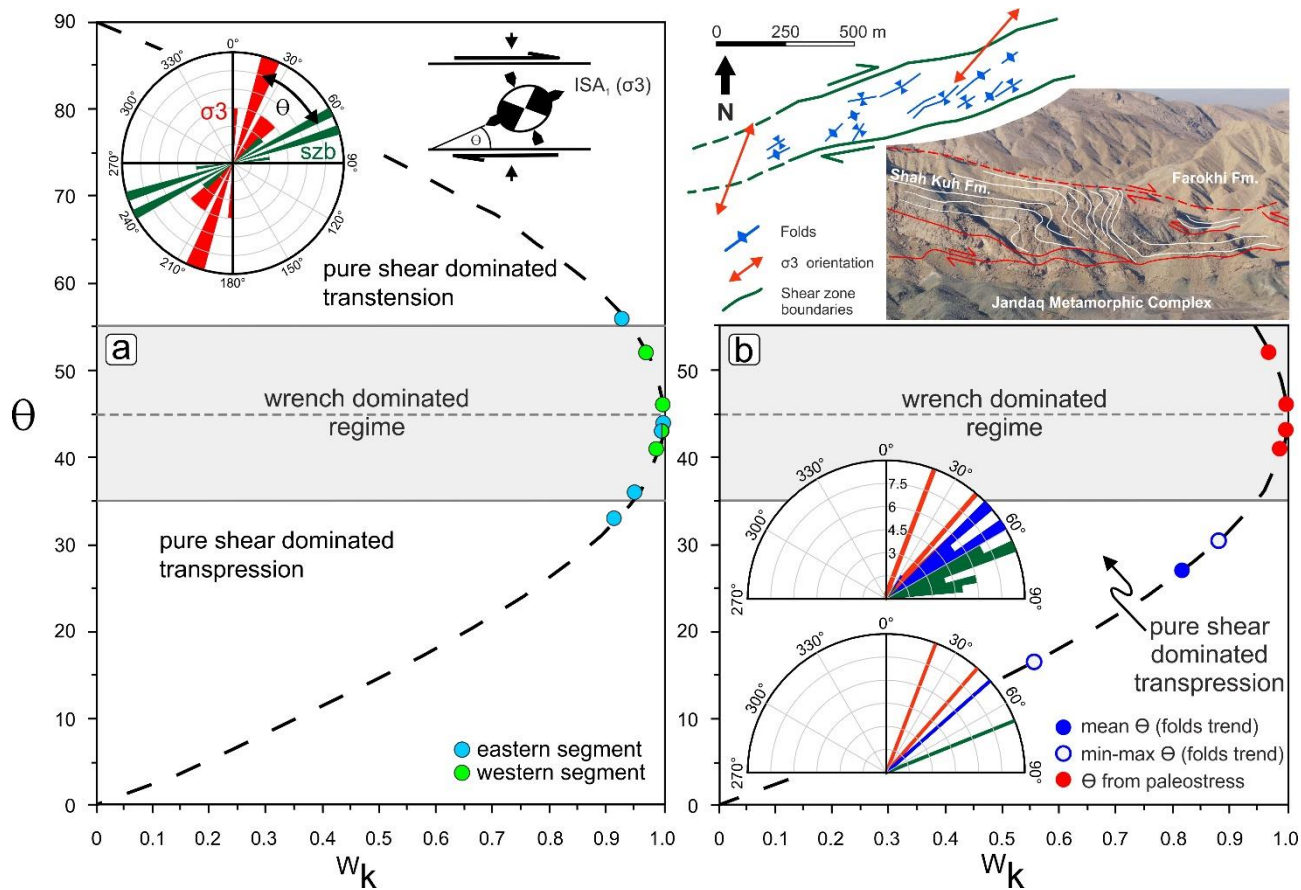 90
80
70
50
40
30
20
10
0
θ
0°
30°
60°
90°
120°
150°
180°
210°
240°
270°
300°
330°
σ3
θ
szb
ISA1 (σ3)
θ
pure shear dominated
transtension
a
wrench dominated
regime
pure shear dominated
transpression
eastern segment
western segment
0 0.1 0.2 0.3 0.4 0.5 0.6 0.7 0.8 0.9 1.0
Wk
0 250 500 m
N
Folds
σ3 orientation
Shear zone
boundaries
Shah Kuh Fm.
Farokhi Fm.
Jandaq Metamorphic Complex
50
40
30
20
10
0
b
wrench dominated
regime
0°
30°
60°
90°
270°
300°
330°
7.5
6
4.5
3
0°
30°
60°
90°
270°
300°
330°
pure shear
dominated
transpression
mean θ (folds trend)
min-max θ (folds trend)
θ from paleostress
0 0.1 0.2 0.3 0.4 0.5 0.6 0.7 0.8 0.9 1.0
Wk